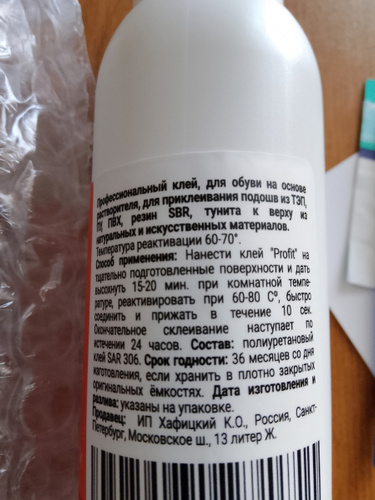 Профессиональный клей, для обуви на основе
растворителя, для приклеивания подошв из ТЭП,
ПУ, ПВХ, резин SBR, тунита к верху из
натуральных и искусственных материалов.
Температура реактивации 60-70°.
Способ применения: Нанести клей "Profit" на
тщательно подготовленные поверхности и дать
высохнуть 15-20 мин. при комнатной темпе-
ратуре, реактивировать при 60-80 С°, быстро
соединить и прижать в течение 10 сек.
Окончательное склеивание наступает по
истечении 24 часов. Состав: полиуретановый
клей SAR 306. Срок годности: 36 месяцев со дня
изготовления, если хранить в плотно закрытых
оригинальных ёмкостях. Дата изготовления и
розлива: указаны на упаковке.
Продавец: ИП Хафицкий К.О., Россия, Санкт-
Петербург, Московское ш., 13 литер Ж.